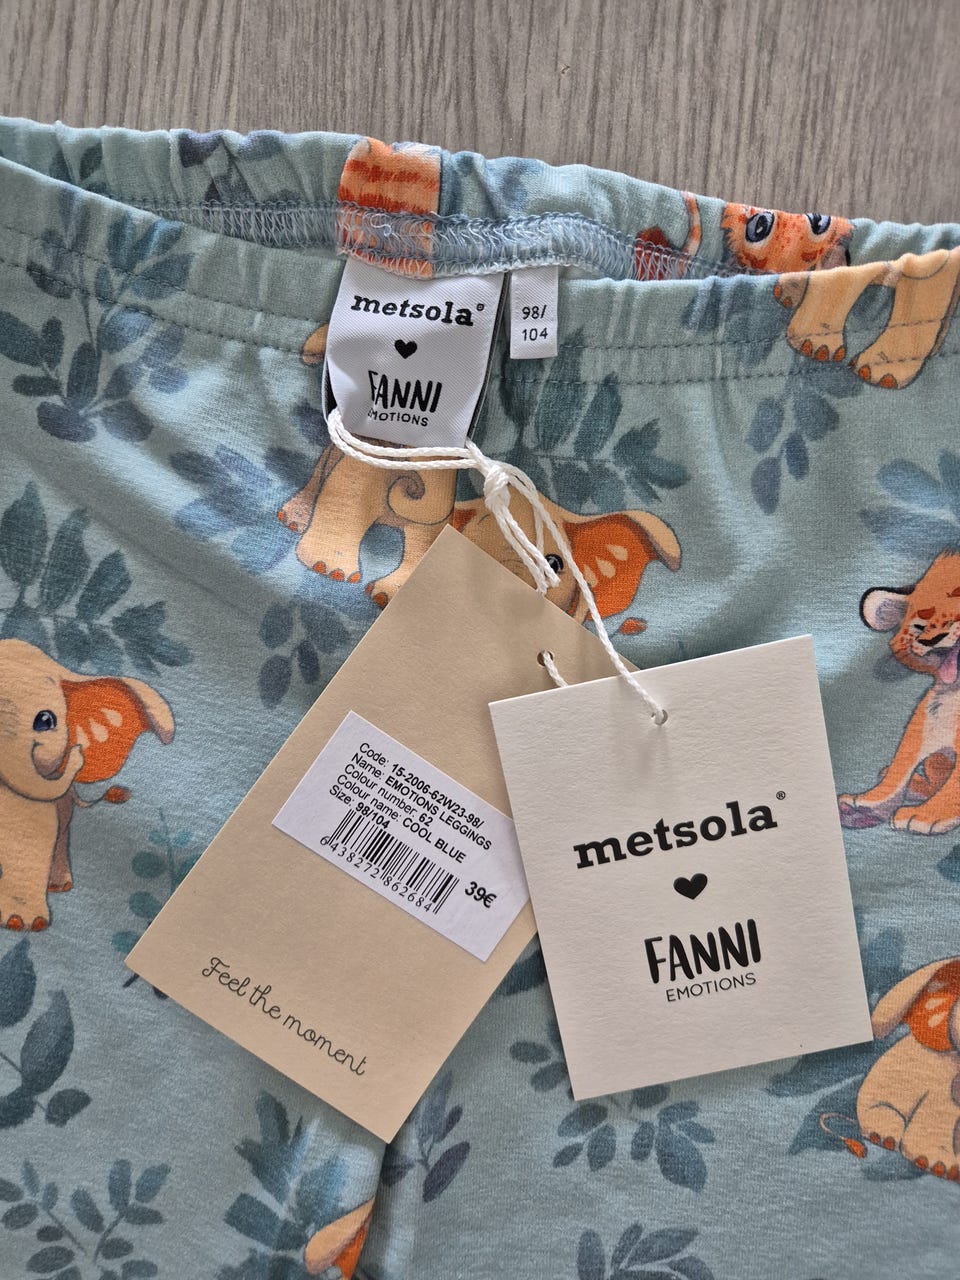 metsola®
FANNI
EMOTIONS
98/
104
Code: 15-2006-62W23-98/
Name: EMOTIONS LEGGINGS
Colour number: 62
Colour name: COOL BLUE
Size: 98/104
6438272862684
39€
Feel the moment
metsola®
FANNI
EMOTIONS